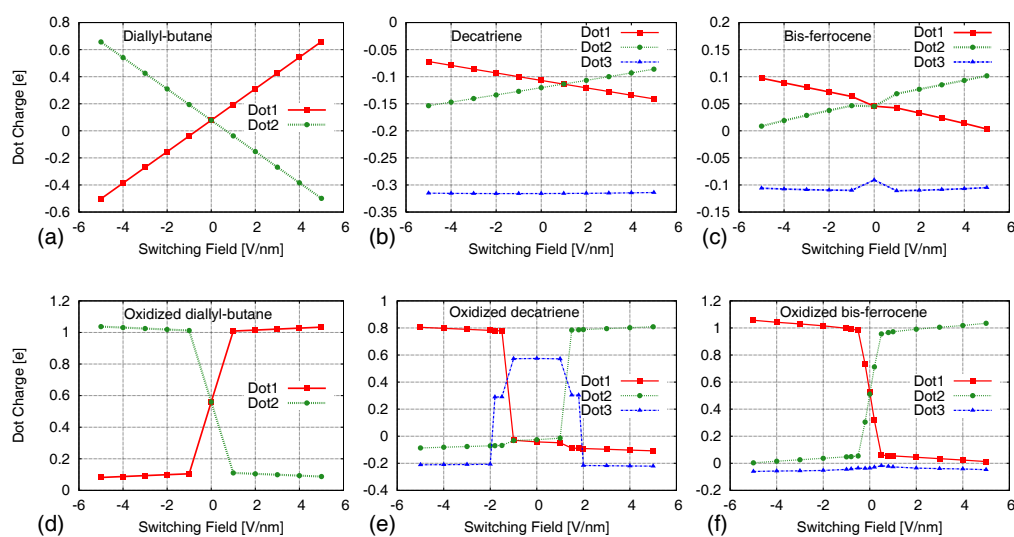 Diallyl-butane
Dot Charge [e]
0.8
0.6
0.4
0.2
0
-0.2
-0.4
-0.6
Dot1
Dot2
-6 -4 -2 0 2 4 6
(a) Switching Field [V/nm]
Decatriene
0
-0.05
-0.1
-0.15
-0.2
-0.25
-0.3
-0.35
Dot1
Dot2
Dot3
-6 -4 -2 0 2 4 6
(b) Switching Field [V/nm]
Bis-ferrocene
0.2
0.15
0.1
0.05
0
-0.05
-0.1
-0.15
Dot1
Dot2
Dot3
-6 -4 -2 0 2 4 6
(c) Switching Field [V/nm]
Oxidized diallyl-butane
Dot Charge [e]
1.2
1
0.8
0.6
0.4
0.2
0
Dot1
Dot2
-6 -4 -2 0 2 4 6
(d) Switching Field [V/nm]
Oxidized decatriene
1
0.8
0.6
0.4
0.2
0
-0.2
-0.4
Dot1
Dot2
Dot3
-6 -4 -2 0 2 4 6
(e) Switching Field [V/nm]
Oxidized bis-ferrocene
1.2
1
0.8
0.6
0.4
0.2
0
-0.2
Dot1
Dot2
Dot3
-6 -4 -2 0 2 4 6
(f) Switching Field [V/nm]